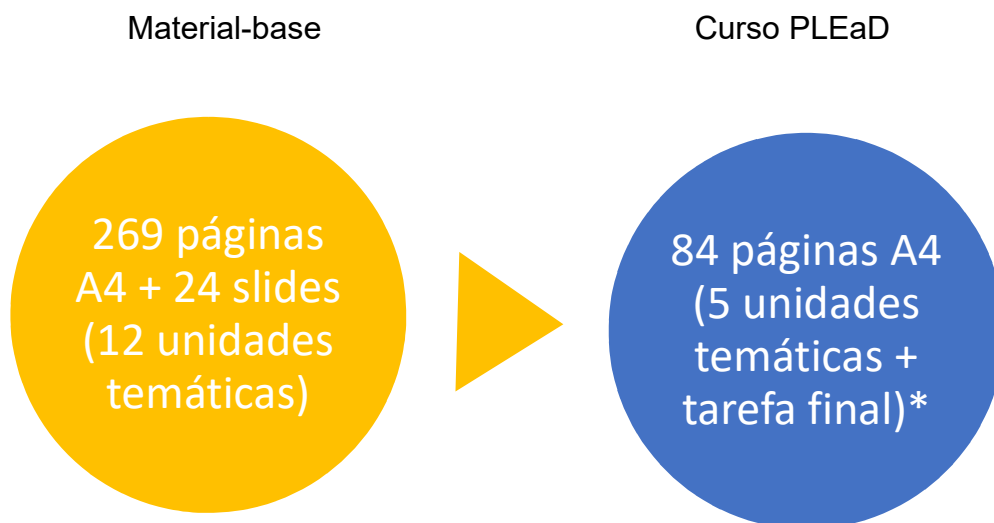 Material-base
Curso PLEaD
269 páginas
A4 + 24 slides
(12 unidades
temáticas)
84 páginas A4
(5 unidades
temáticas +
tarefa final)*